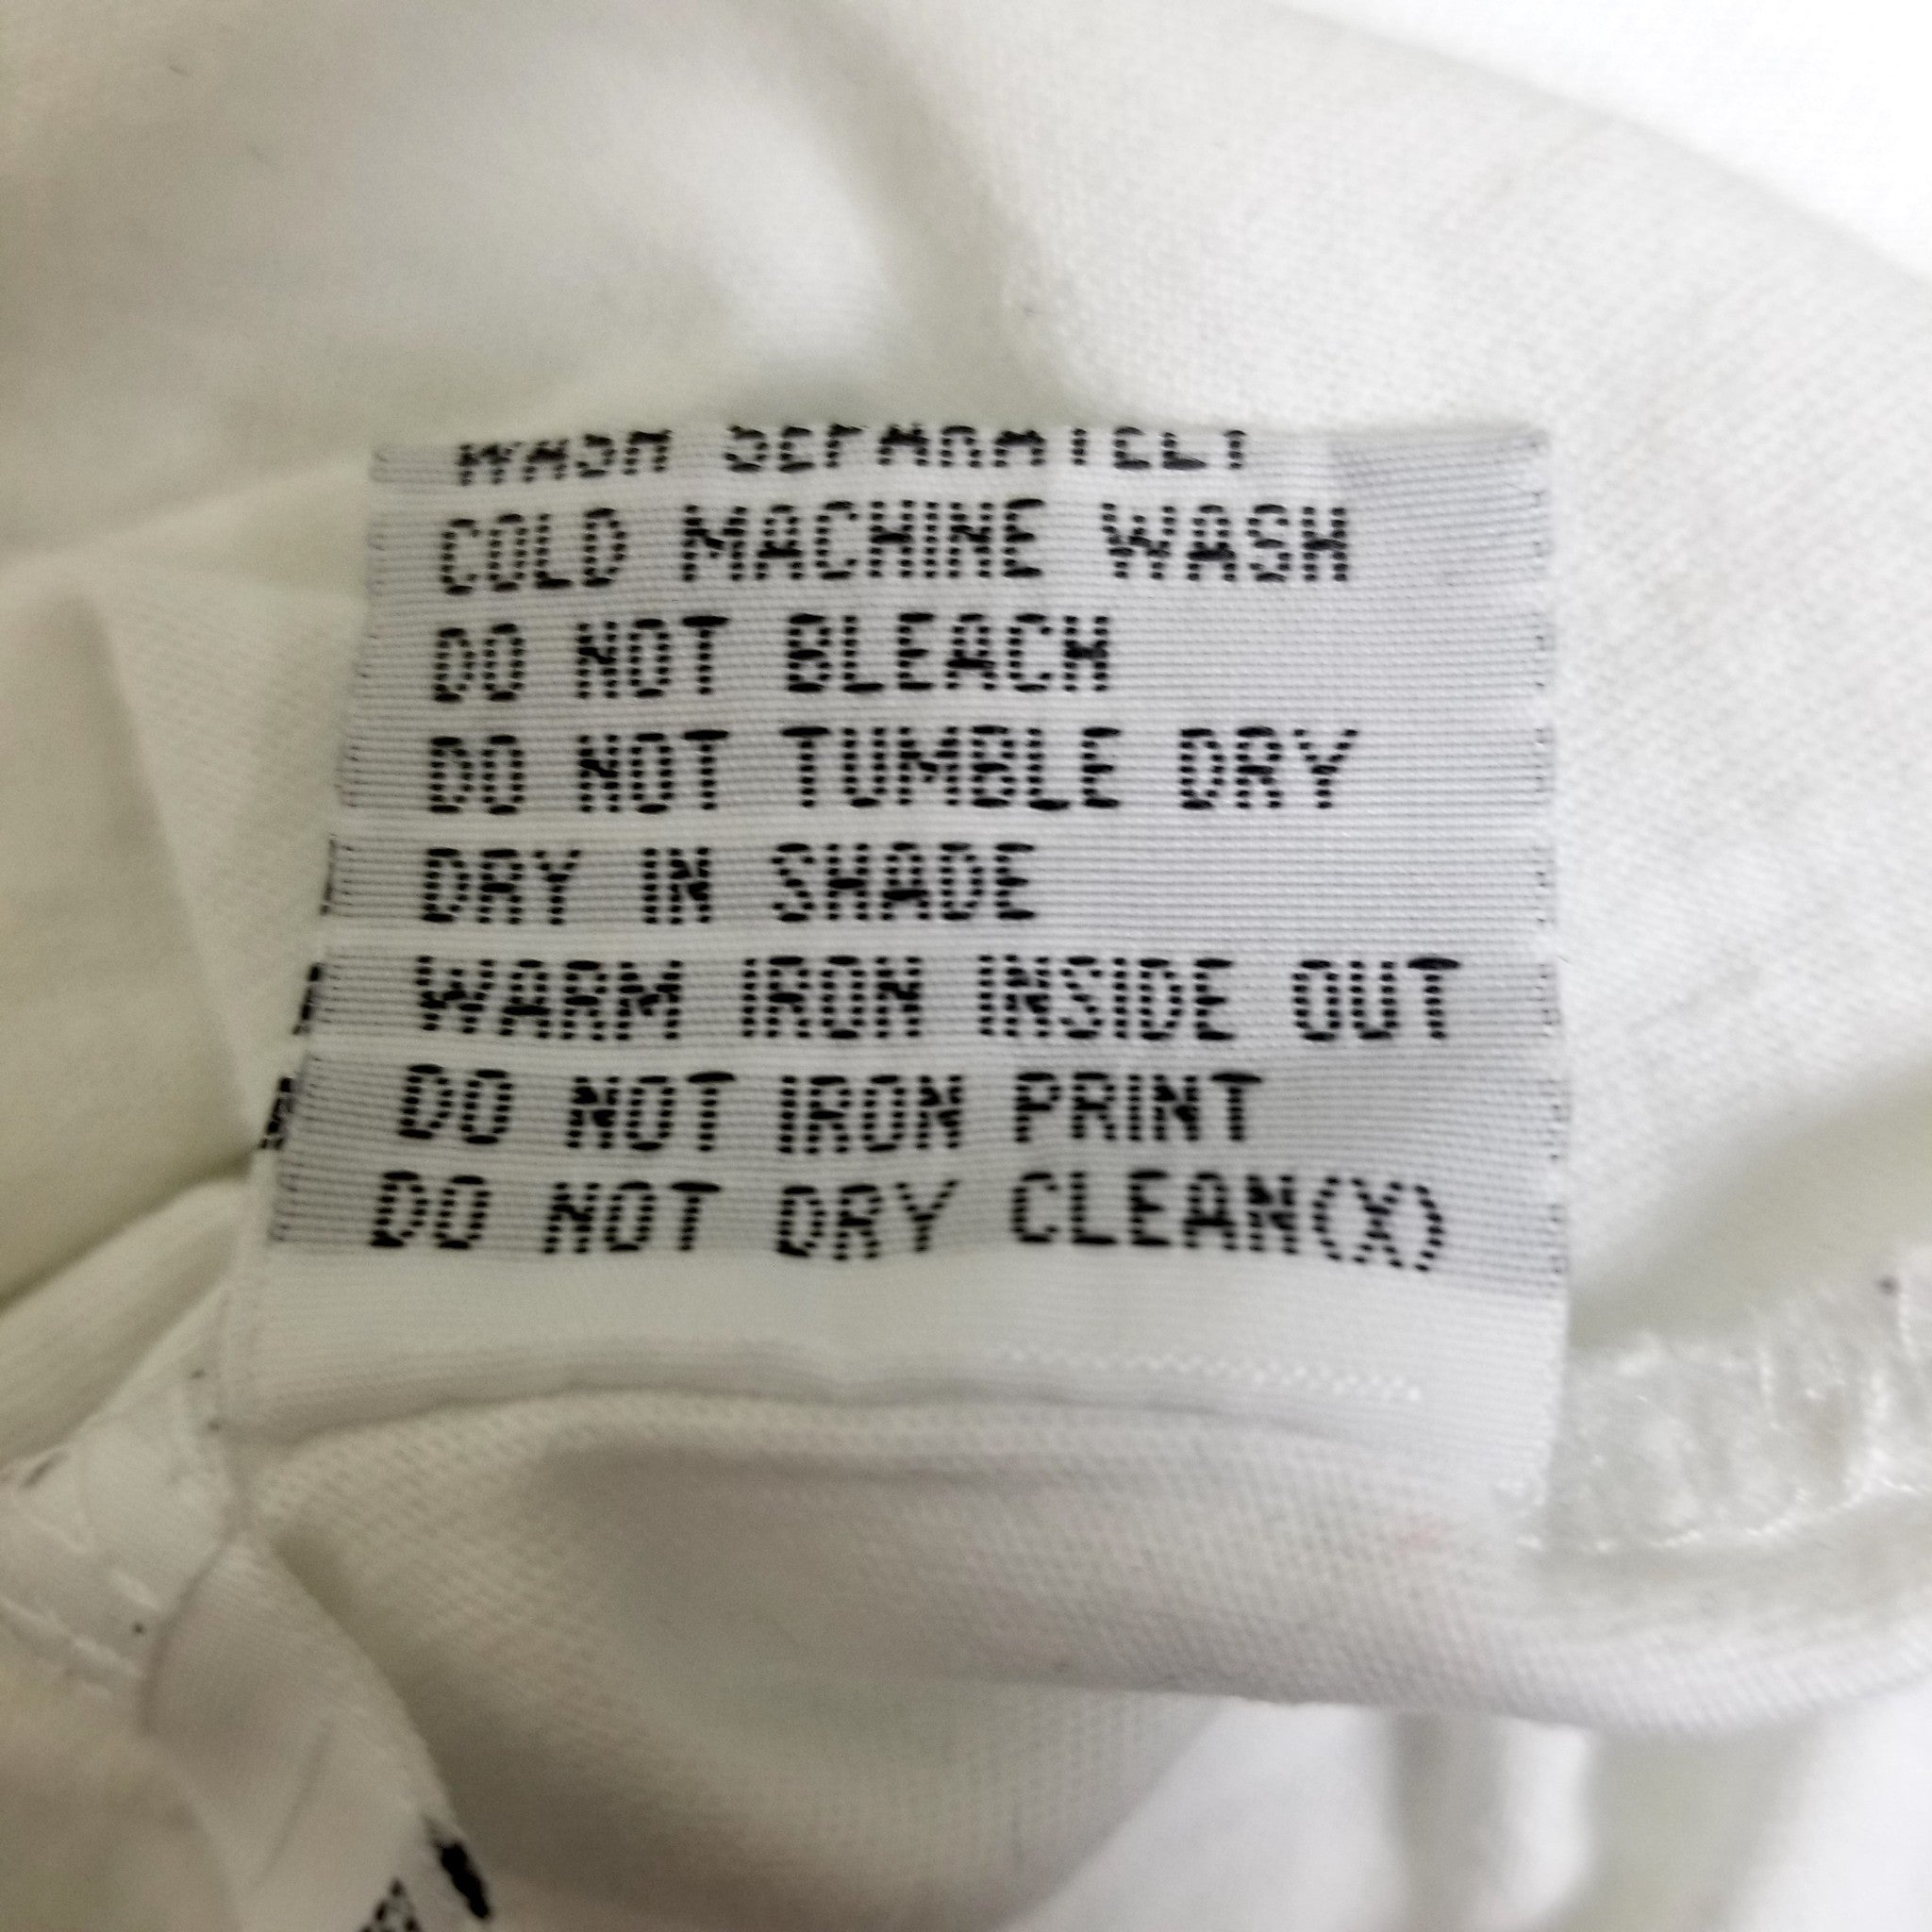 WASH SEPARATELY
COLD MACHINE WASH
DO NOT BLEACH
DO NOT TUMBLE DRY
DRY IN SHADE
WARM IRON INSIDE OUT
DO NOT IRON PRINT
DO NOT DRY CLEAN(X)